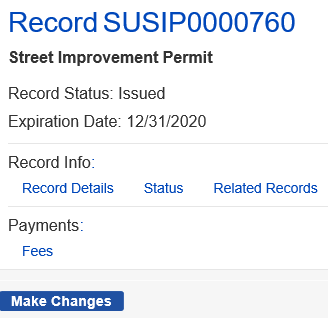 Record SUSIP0000760
Street Improvement Permit
Record Status: Issued
Expiration Date: 12/31/2020
Record Info:
Record Details Status Related Records
Payments:
Fees
Make Changes